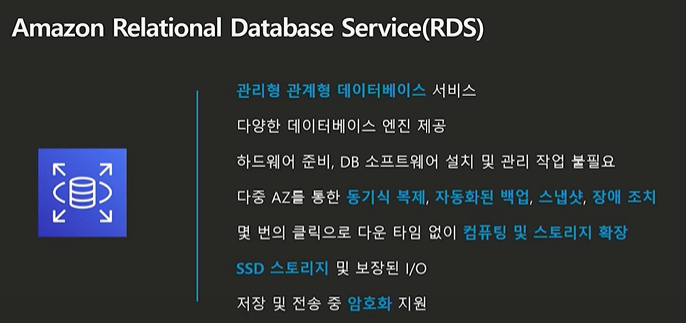 Amazon Relational Database Service(RDS)
관리형 관계형 데이터베이스 서비스
다양한 데이터베이스 엔진 제공
하드웨어 준비, DB 소프트웨어 설치 및 관리 작업 불필요
다중 AZ를 통한 동기식 복제, 자동화된 백업, 스냅샷, 장애 조치
몇 번의 클릭으로 다운 타임 없이 컴퓨팅 및 스토리지 확장
SSD 스토리지 및 보장된 I/O
저장 및 전송 중 암호화 지원